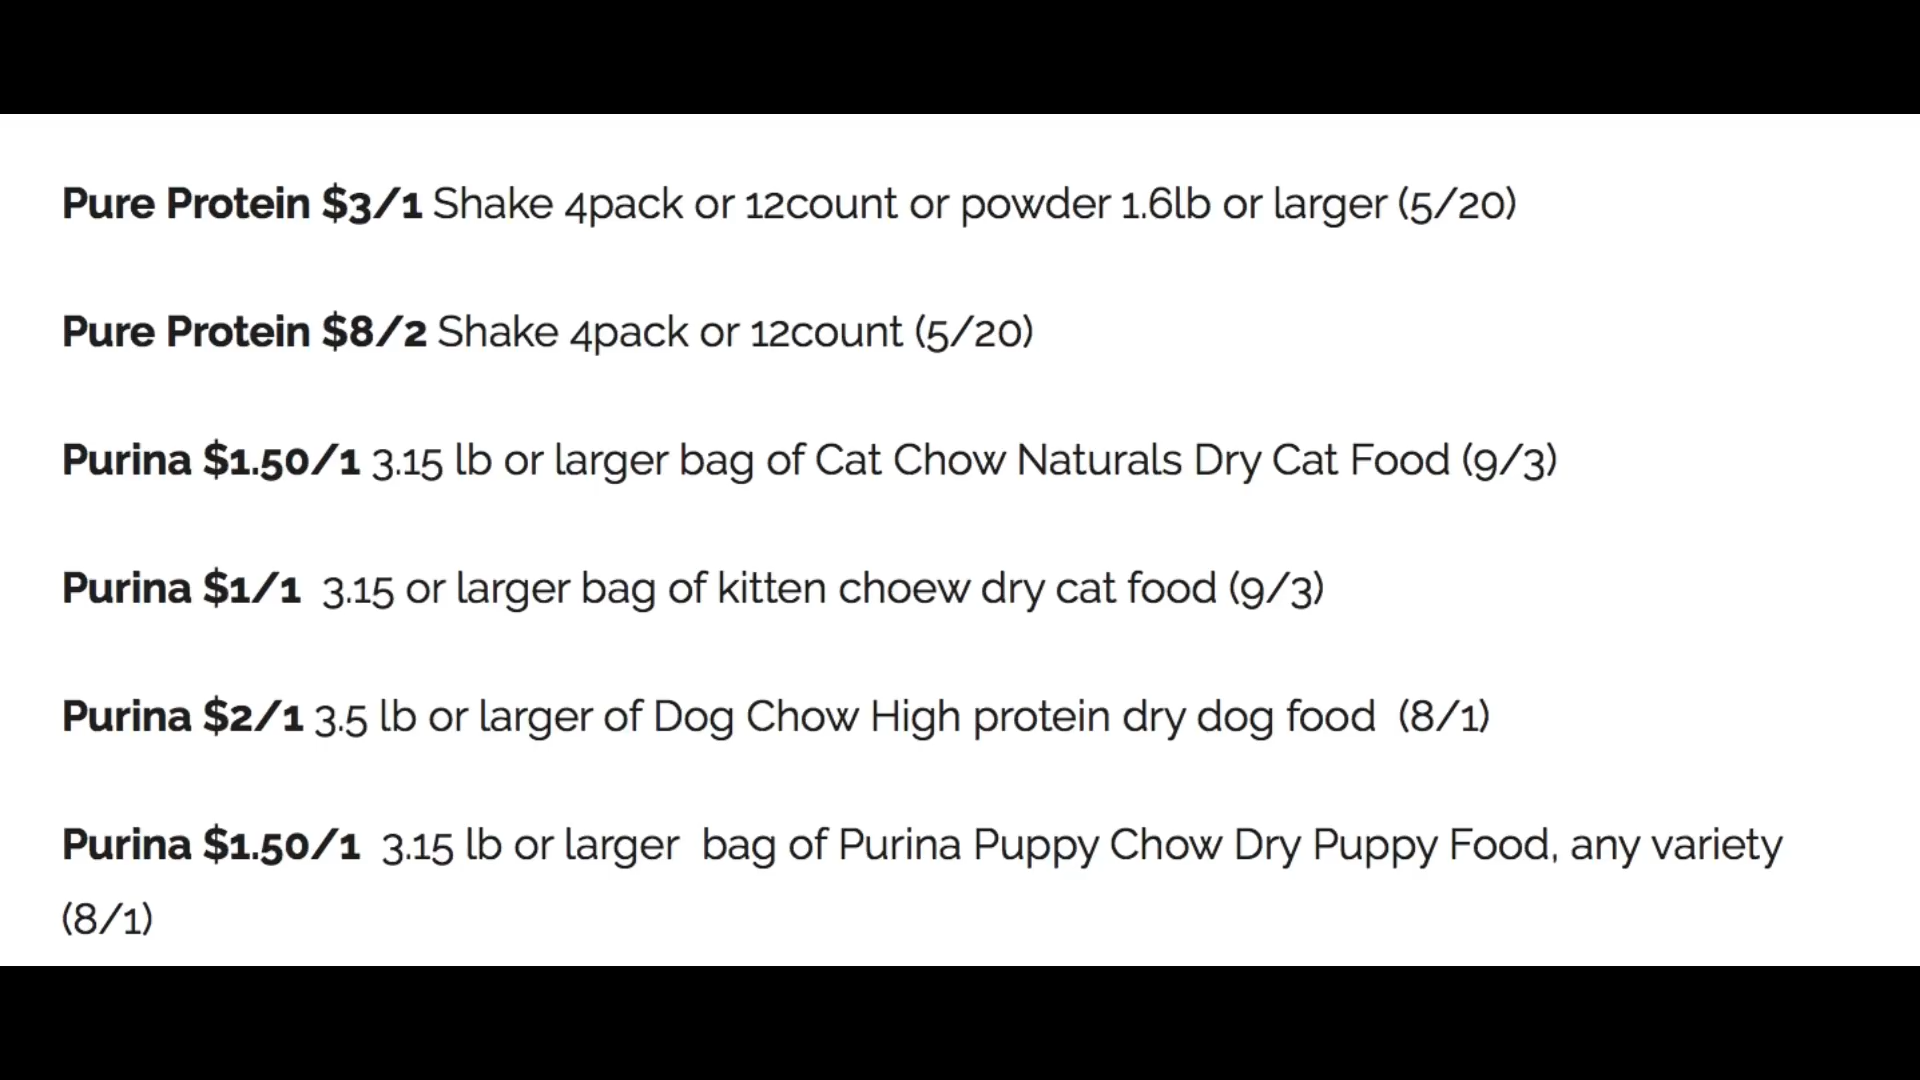 Pure Protein $3/1 Shake 4pack or 12count or powder 1.6lb or larger (5/20)
Pure Protein $8/2 Shake 4pack or 12count (5/20)
Purina $1.50/1 3.15 lb or larger bag of Cat Chow Naturals Dry Cat Food (9/3)
Purina $1/1  3.15 or larger bag of kitten choew dry cat food (9/3)
Purina $2/1 3.5 lb or larger of Dog Chow High protein dry dog food  (8/1)
Purina $1.50/1  3.15 lb or larger  bag of Purina Puppy Chow Dry Puppy Food, any variety
(8/1)